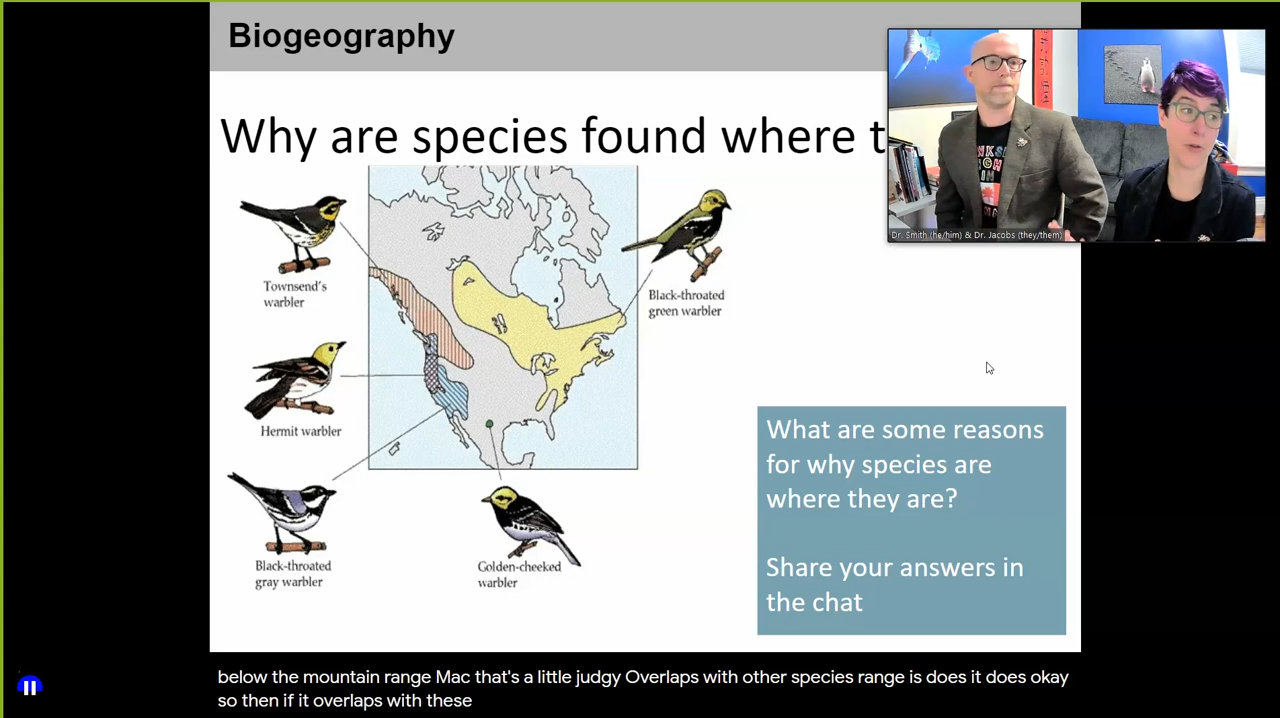 Biogeography
Why are species found where t
Dr. Smith (he/him) & Dr. Jacobs (they/them)
Townsend's
warbler
Black-throated
green warbler
Hermit warbler
Black-throated
gray warbler
Golden-cheeked
warbler
What are some reasons
for why species are
where they are?
Share your answers in
the chat
below the mountain range Mac that's a little judgy Overlaps with other species range is does it does okay
so then if it overlaps with these